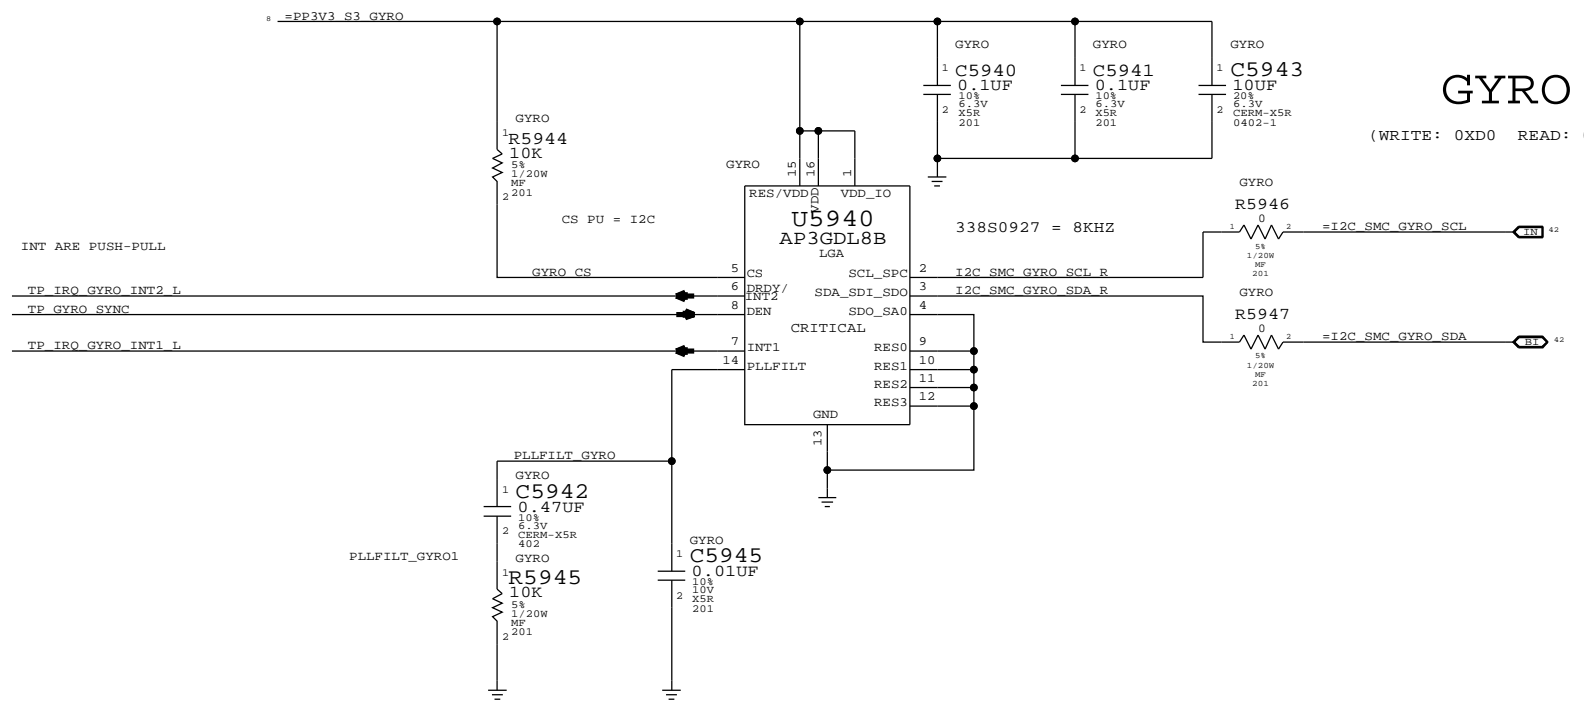 8 =PP3V3_S3_GYRO
GYRO
(WRITE: 0XD0 READ:
GYRO
1 C5940
0.1UF
10%
6.3V
2 X5R
201
GYRO
1 C5941
0.1UF
10%
6.3V
2 X5R
201
GYRO
1 C5943
10UF
20%
6.3V
2 CERM-X5R
0402-1
GYRO
1 R5944
10K
5%
1/20W
MF
2 201
CS PU = I2C
INT ARE PUSH-PULL
GYRO
15 16 1
RES/VDD VDD VDD_IO
U5940
AP3GDL8B
LGA
338S0927 = 8KHZ
GYRO_CS 5 CS
TP_IRQ_GYRO_INT2_L 6 DRDY/
INT2
TP_GYRO_SYNC 8 DEN
CRITICAL
TP_IRQ_GYRO_INT1_L 7 INT1
14 PLLFILT
SCL_SPC 2 I2C_SMC_GYRO_SCL_R
SDA_SDI_SDO 3 I2C_SMC_GYRO_SDA_R
SDO_SA0 4
RES0 9
RES1 10
RES2 11
RES3 12
GND
13
GYRO
R5946
1 0 2 =I2C_SMC_GYRO_SCL IN 42
5%
1/20W
MF
201
GYRO
R5947
1 0 2 =I2C_SMC_GYRO_SDA BI 42
5%
1/20W
MF
201
PLLFILT_GYRO
GYRO
1 C5942
0.47UF
10%
6.3V
2 CERM-X5R
402
PLLFILT_GYRO1
GYRO
1 R5945
10K
5%
1/20W
MF
2 201
GYRO
1 C5945
0.01UF
10%
10V
2 X5R
201